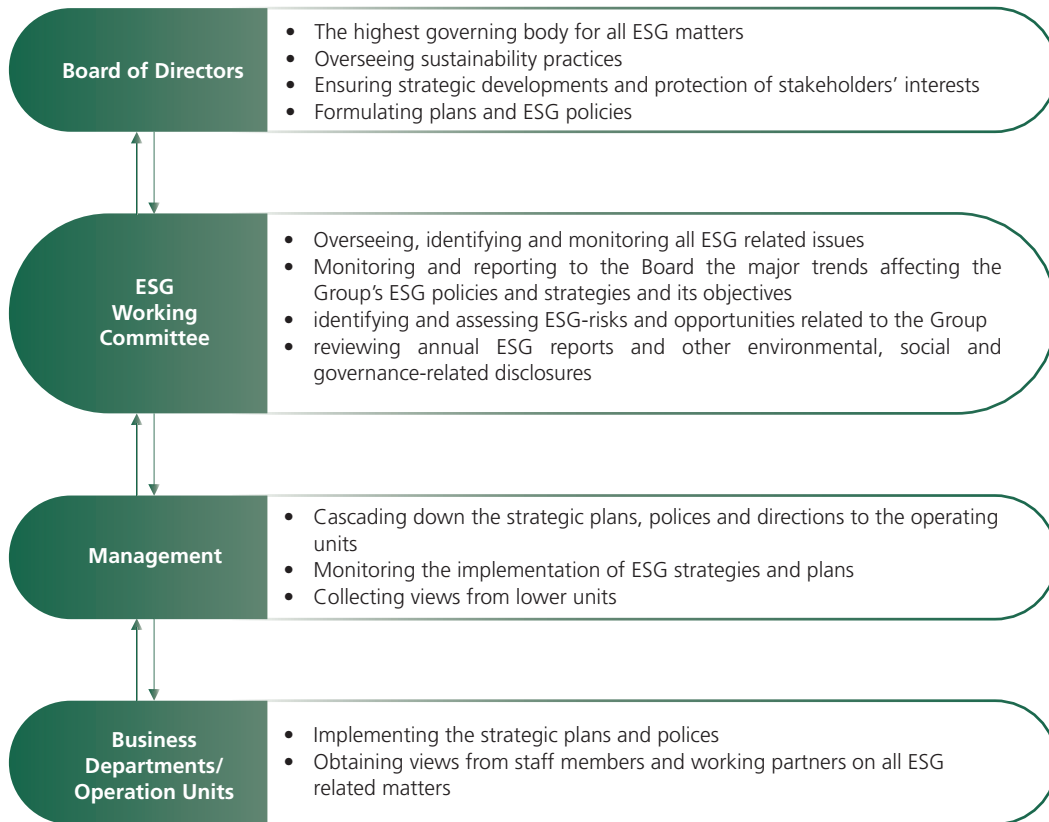 Board of Directors
• The highest governing body for all ESG matters
• Overseeing sustainability practices
• Ensuring strategic developments and protection of stakeholders’ interests
• Formulating plans and ESG policies
ESG
Working
Committee
• Overseeing, identifying and monitoring all ESG related issues
• Monitoring and reporting to the Board the major trends affecting the
Group’s ESG policies and strategies and its objectives
• identifying and assessing ESG-risks and opportunities related to the Group
• reviewing annual ESG reports and other environmental, social and
governance-related disclosures
Management
• Cascading down the strategic plans, polices and directions to the operating
units
• Monitoring the implementation of ESG strategies and plans
• Collecting views from lower units
Business
Departments/
Operation Units
• Implementing the strategic plans and polices
• Obtaining views from staff members and working partners on all ESG
related matters